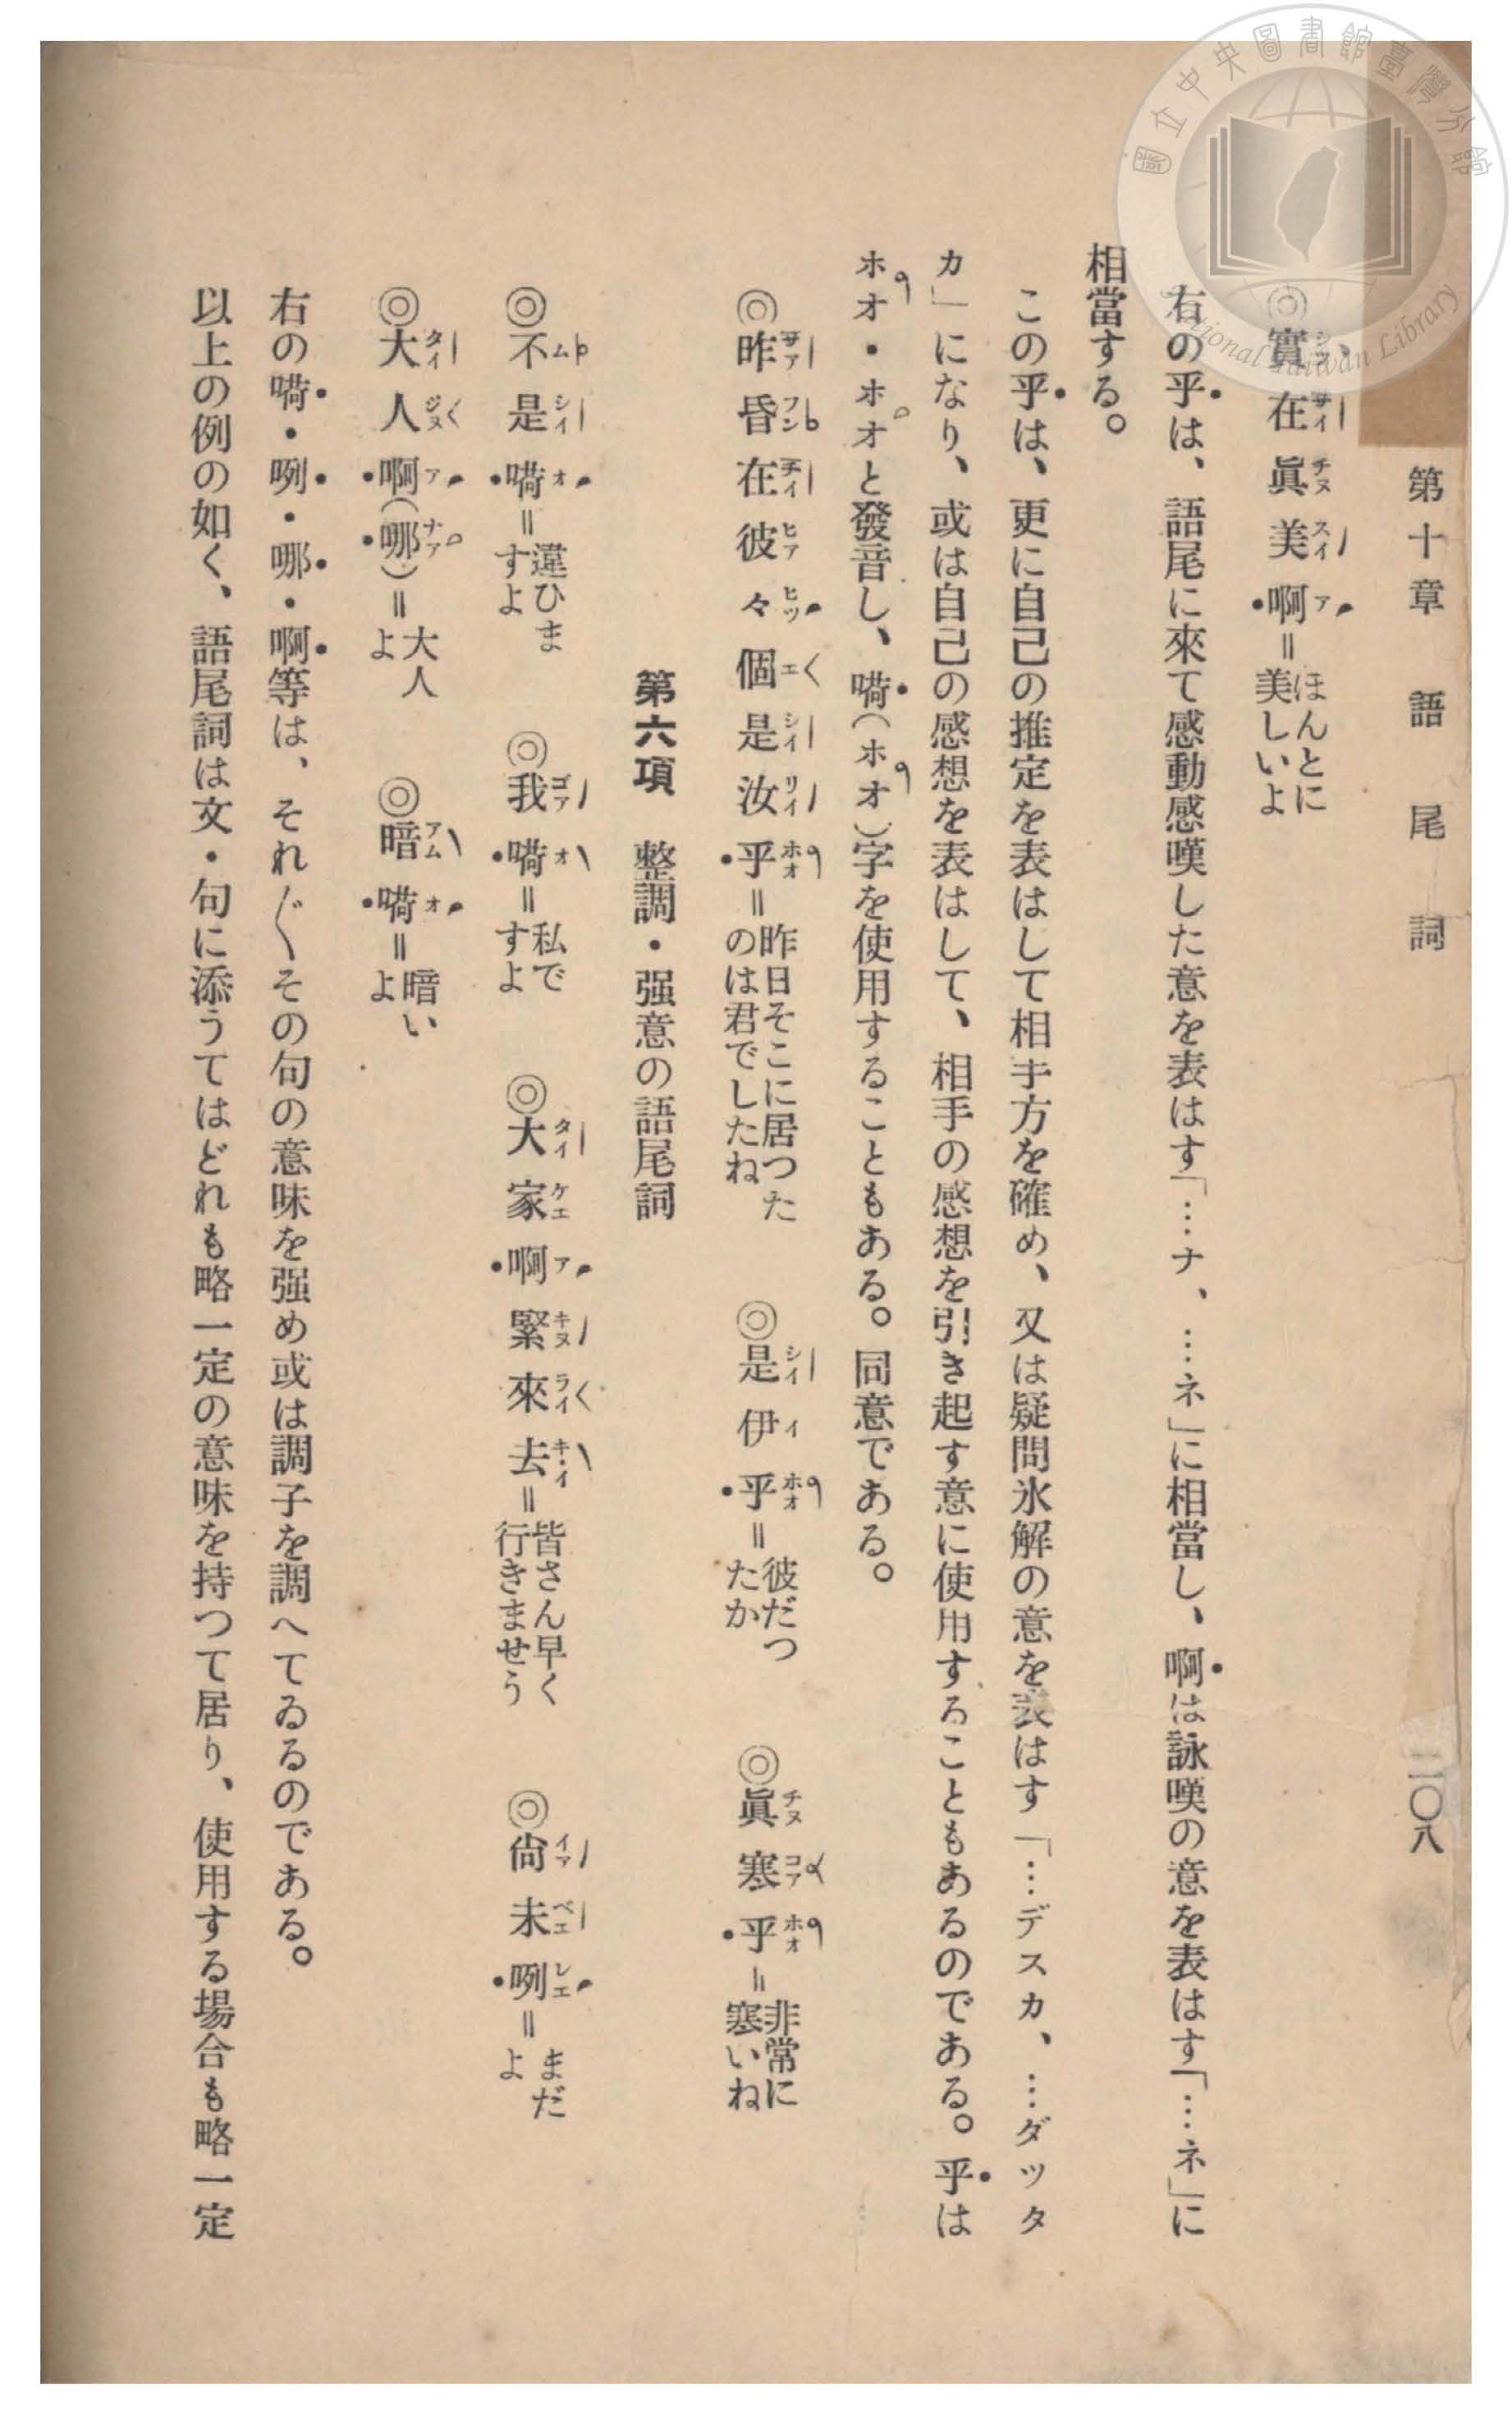 國立中央圖書館臺灣分館
National Taiwan Library
第十章 語尾詞 二〇八
◎實在眞美啊＝ほんとに美しいよ
右の乎は、語尾に來て感動感嘆した意を表はす「…ナ、…ネ」に相當し、啊は詠嘆の意を表はす「…ネ」に
相當する。
この乎は、更に自己の推定を表はして相手方を確め、又は疑問氷解の意を表はす「…デスカ、…ダッタ
カ」になり、或は自己の感想を表はして、相手の感想を引き起す意に使用することもあるのである。乎は
ホオ・ホオと發音し、嗬（ホオ）字を使用することもある。同意である。
◎昨昏在彼々個是汝乎＝昨日そこに居つたのは君でしたね ◎是伊乎＝彼だつたか ◎眞寒乎＝非常に寒いね
第六項 整調・强意の語尾詞
◎不是嗬＝違ひますよ ◎我嗬＝私ですよ ◎大家啊緊來去＝皆さん早く行きませう ◎尙未咧＝まだよ
◎大人啊（哪）＝大人よ ◎暗嗬＝暗いよ
右の嗬・咧・哪・啊等は、それ〴〵その句の意味を强め或は調子を調へてゐるのである。
以上の例の如く、語尾詞は文・句に添うてはどれも略一定の意味を持つて居り、使用する場合も略一定